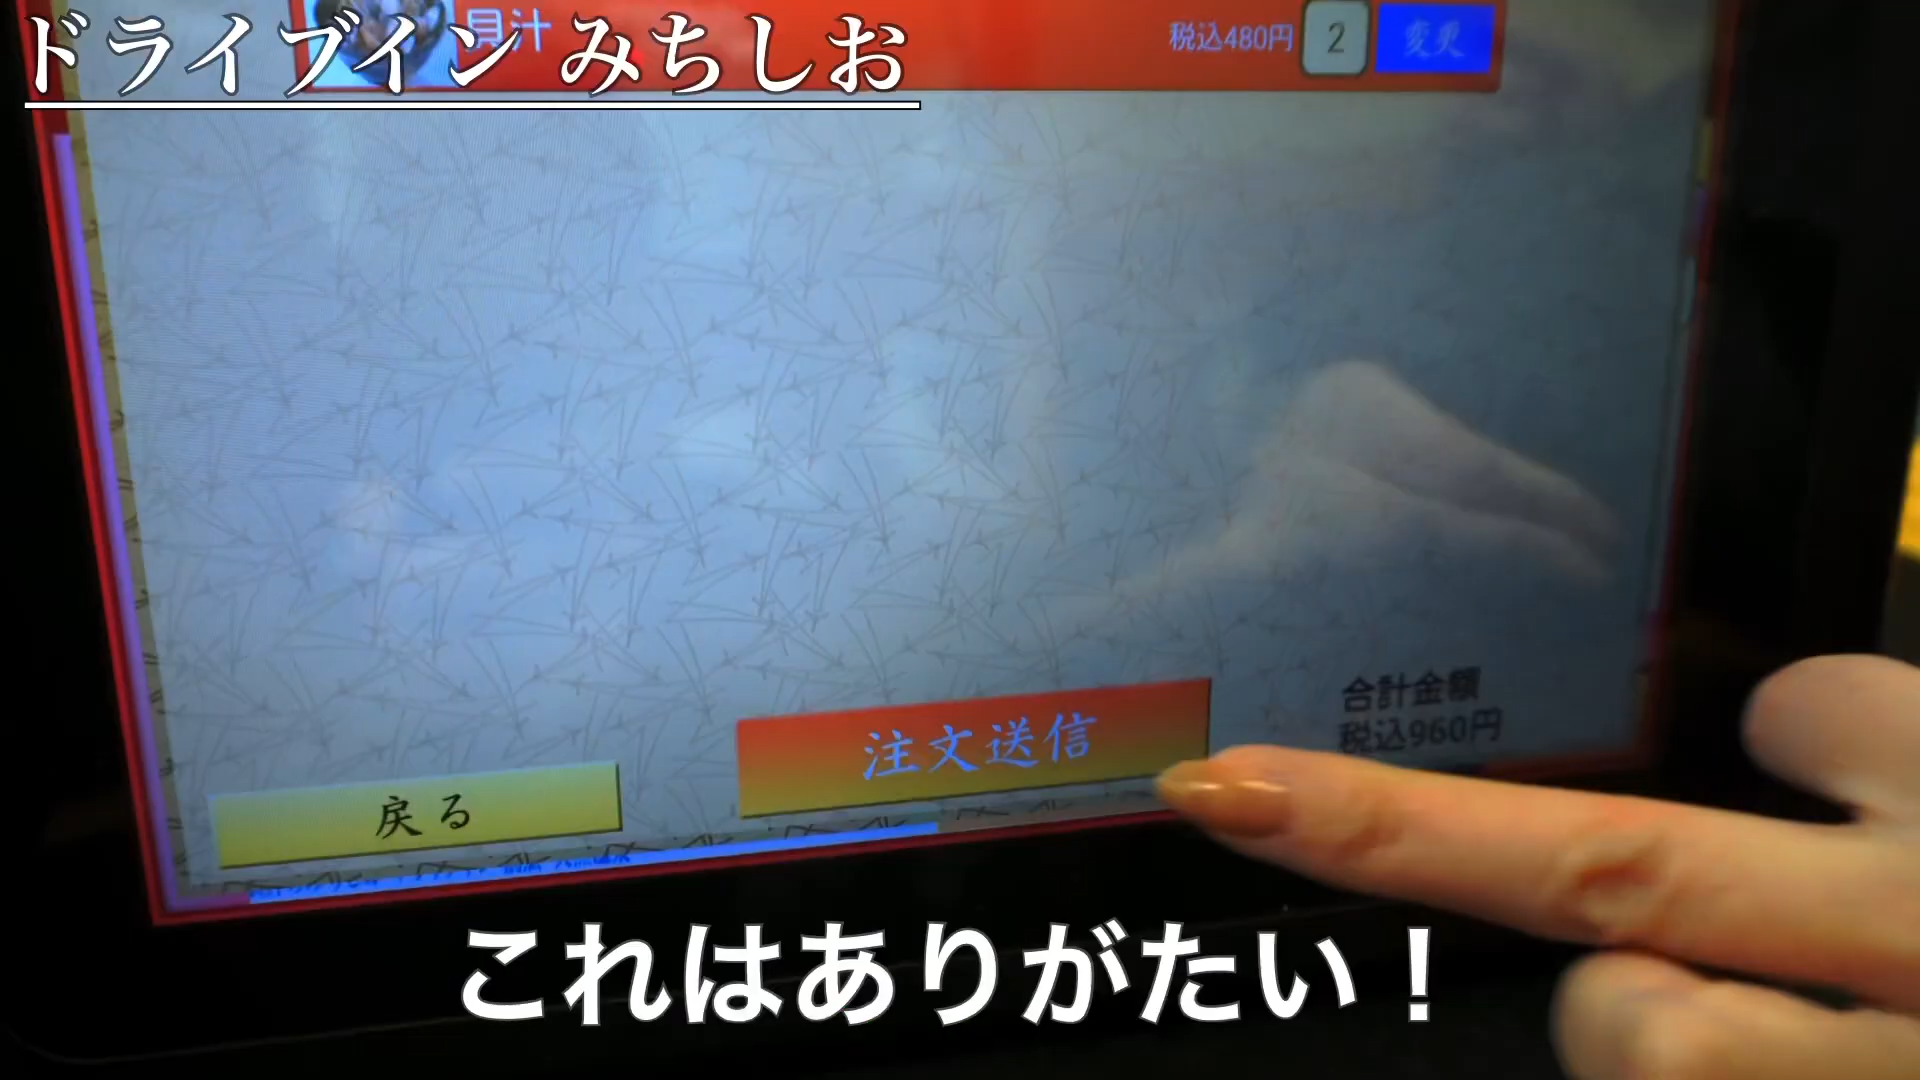 ドライブイン みちしお
貝汁
税込480円
2
変更
合計金額
税込960円
注文送信
戻る
これはありがたい！